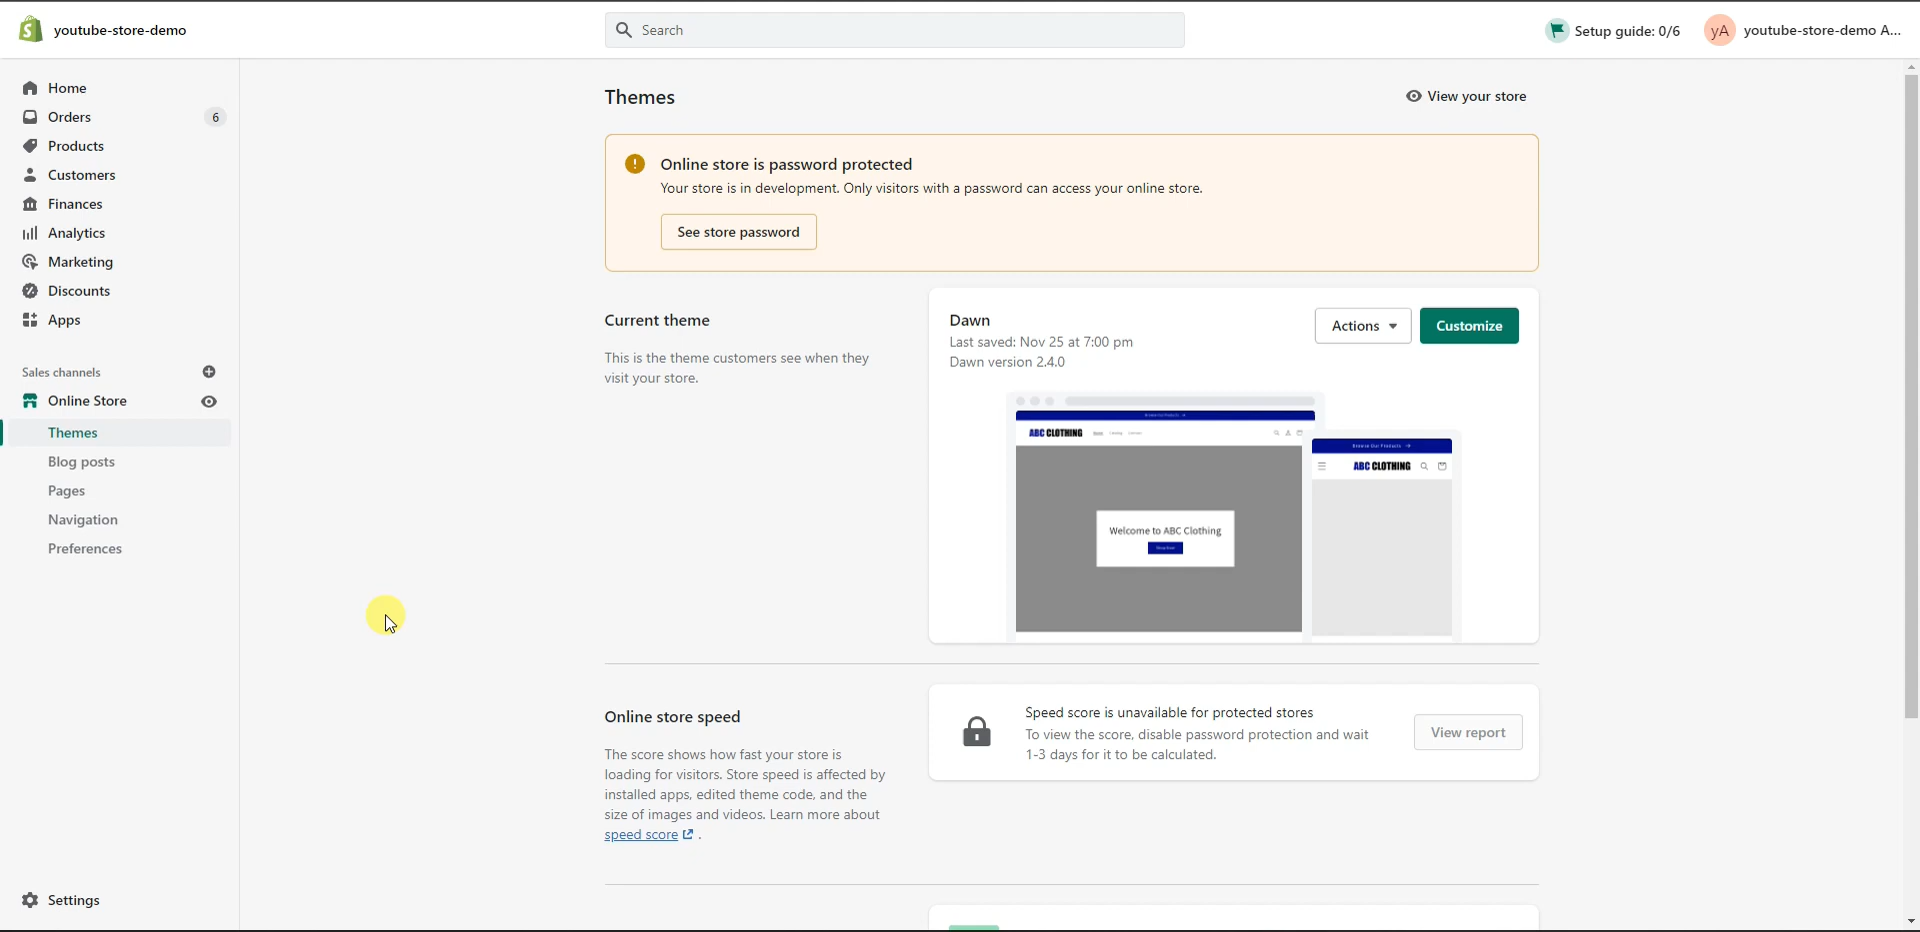 youtube-store-demo
Search
Setup guide: 0/6
yA
youtube-store-demo A...
Home
Orders
6
Products
Customers
Finances
Analytics
Marketing
Discounts
Apps
Sales channels
Online Store
Themes
Blog posts
Pages
Navigation
Preferences
Settings
Themes
View your store
Online store is password protected
Your store is in development. Only visitors with a password can access your online store.
See store password
Current theme
This is the theme customers see when they
visit your store.
Dawn
Last saved: Nov 25 at 7:00 pm
Dawn version 2.4.0
Actions
Customize
Browse Our Products
ABC CLOTHING
Welcome to ABC Clothing
Browse Our Products
ABC CLOTHING
Online store speed
The score shows how fast your store is
loading for visitors. Store speed is affected by
installed apps, edited theme code, and the
size of images and videos. Learn more about
speed score .
Speed score is unavailable for protected stores
To view the score, disable password protection and wait
1-3 days for it to be calculated.
View report